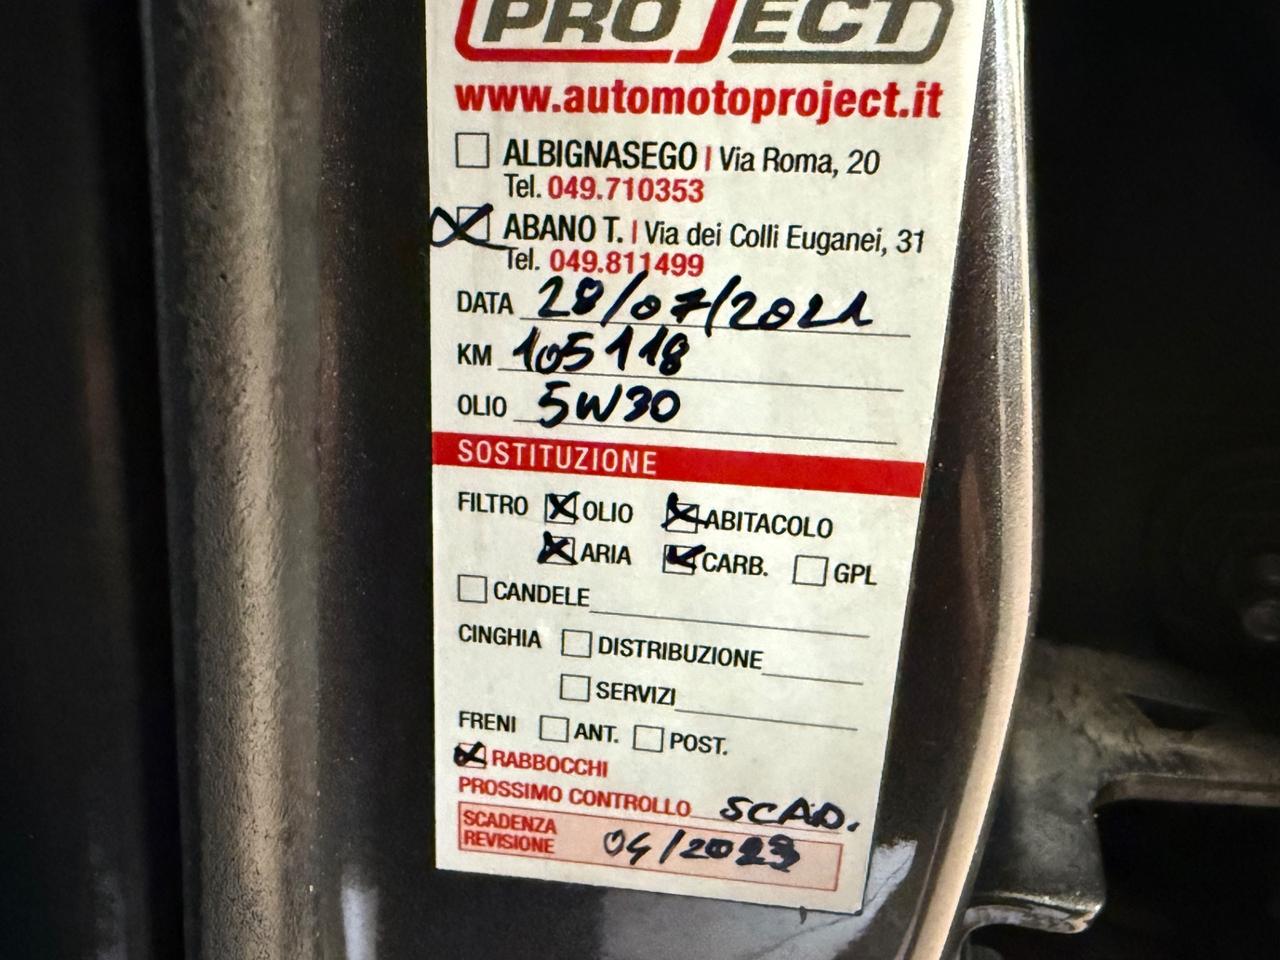 PROJECT
www.automotoproject.it
ALBIGNASEGO | Via Roma, 20
Tel. 049.710353
ABANO T. | Via dei Colli Euganei, 31
Tel. 049.811499
DATA 28/07/2021
KM 105118
OLIO 5W30
SOSTITUZIONE
FILTRO OLIO ABITACOLO
ARIA CARB. GPL
CANDELE
CINGHIA DISTRIBUZIONE
SERVIZI
FRENI ANT. POST.
RABBOCCHI
PROSSIMO CONTROLLO SCAD.
SCADENZA
REVISIONE 04/2023